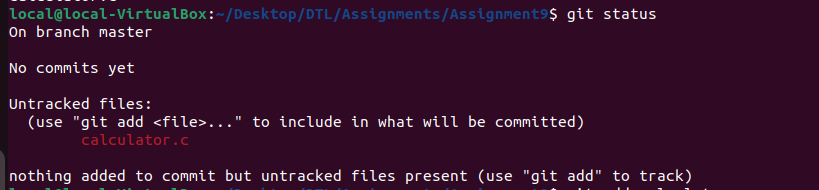 local@local-VirtualBox:~/Desktop/DTL/Assignments/Assignment9$ git status
On branch master
No commits yet
Untracked files:
(use "git add <file>..." to include in what will be committed)
calculator.c
nothing added to commit but untracked files present (use "git add" to track)